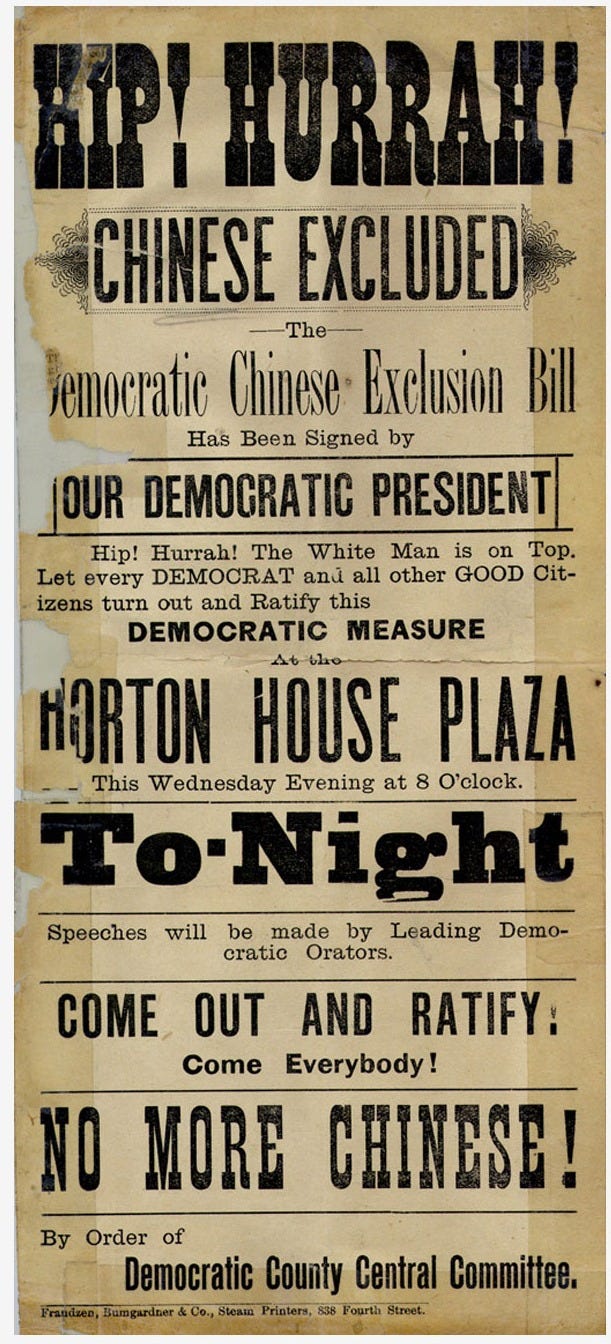 HIP! HURRAH!
CHINESE EXCLUDED
The
Democratic Chinese Exclusion Bill
Has Been Signed by
OUR DEMOCRATIC PRESIDENT
Hip! Hurrah! The White Man is on Top.
Let every DEMOCRAT and all other GOOD Cit-
izens turn out and Ratify this
DEMOCRATIC MEASURE
At the
HORTON HOUSE PLAZA
This Wednesday Evening at 8 O'clock.
To-Night
Speeches will be made by Leading Demo-
cratic Orators.
COME OUT AND RATIFY!
Come Everybody!
NO MORE CHINESE!
By Order of
Democratic County Central Committee.
Frandzen, Bumgardner & Co., Steam Printers, 838 Fourth Street.